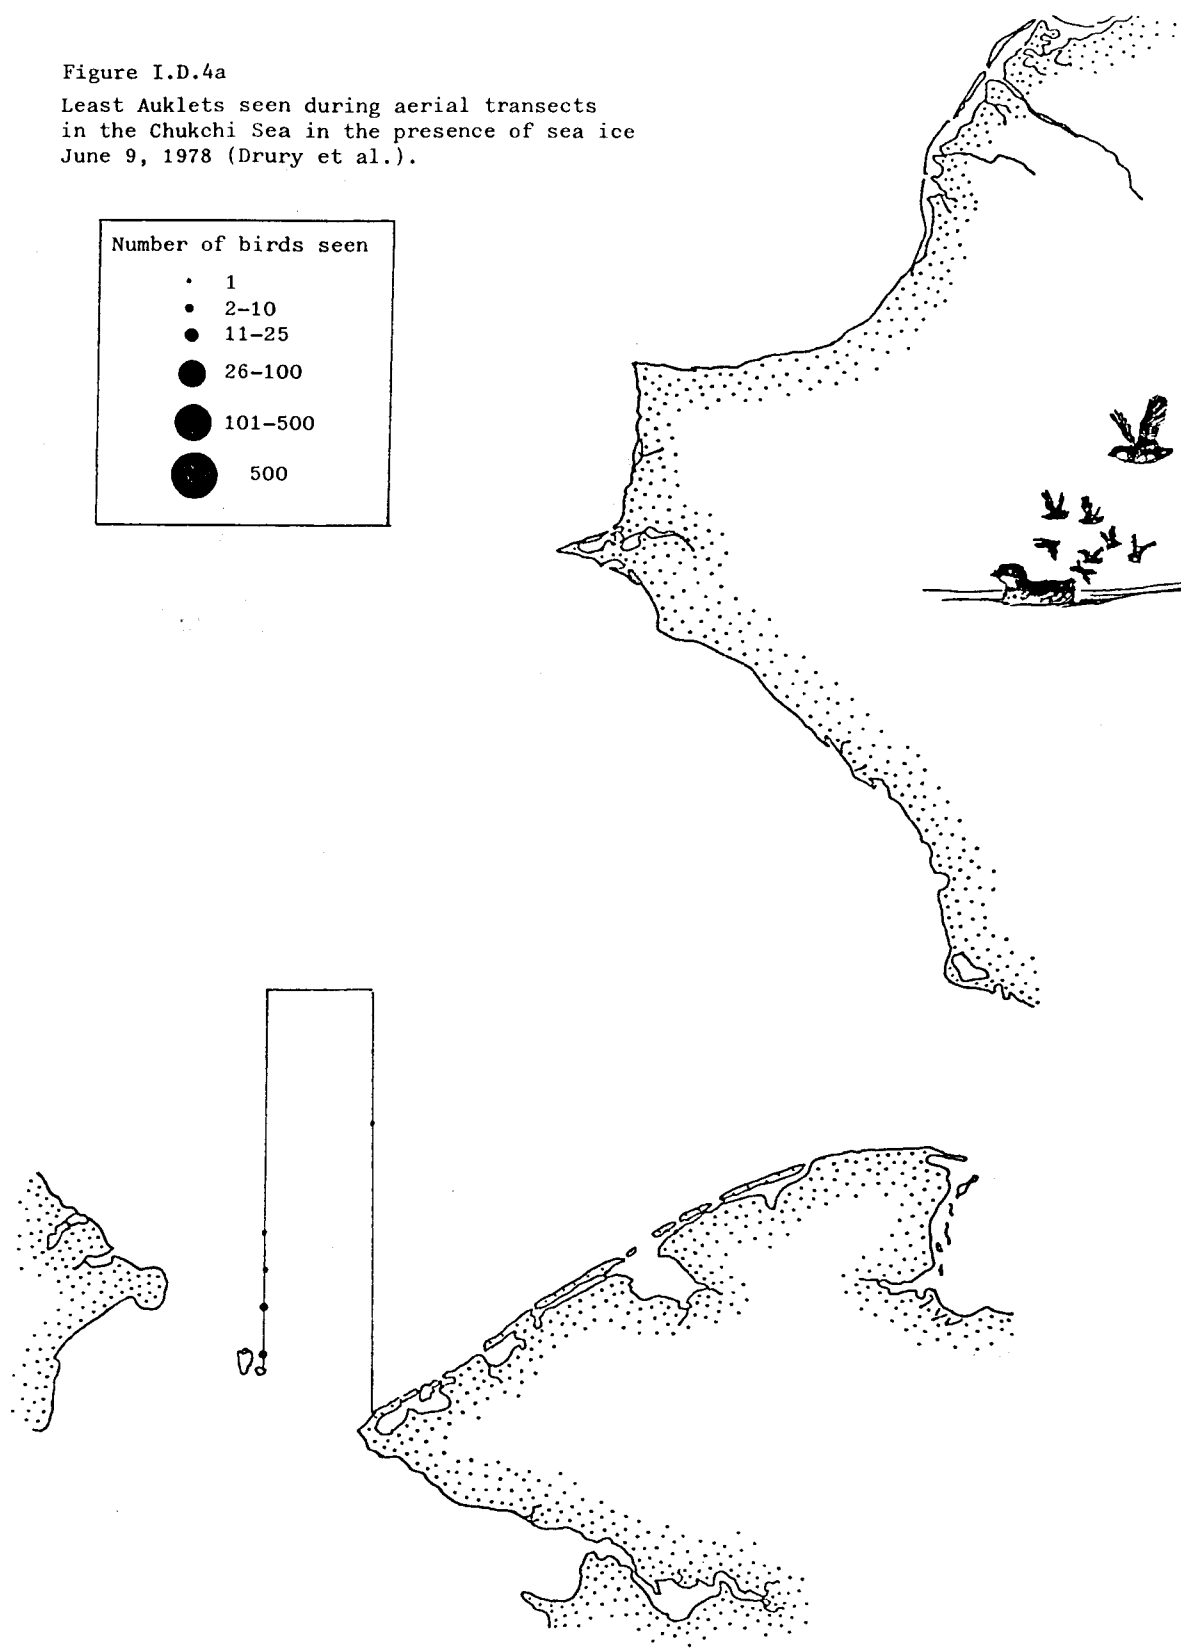 Figure I.D.4a
Least Auklets seen during aerial transects
in the Chukchi Sea in the presence of sea ice
June 9, 1978 (Drury et al.).
Number of birds seen
1
2-10
11-25
26-100
101-500
500